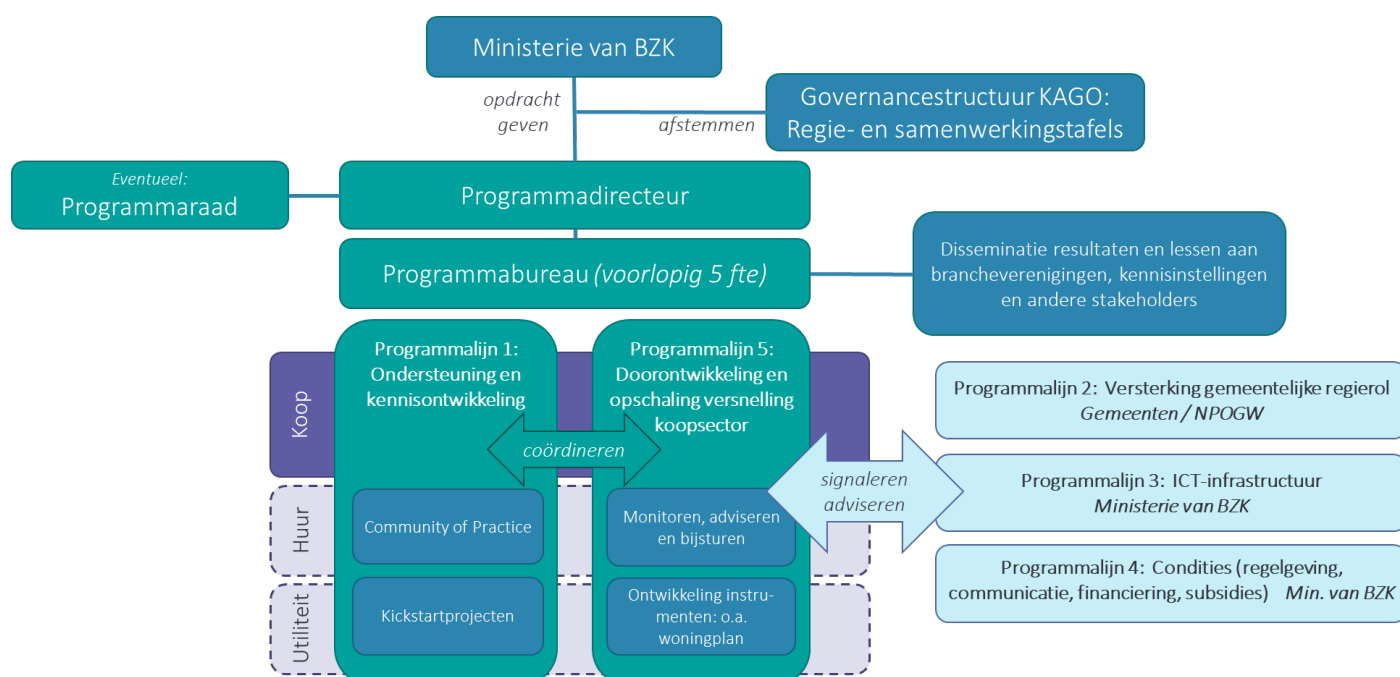 Ministerie van BZK
opdracht
geven
afstemmen
Governancestructuur KAGO:
Regie- en samenwerkingstafels
Eventueel:
Programmaraad
Programmadirecteur
Programmabureau (voorlopig 5 fte)
Disseminatie resultaten en lessen aan
brancheverenigingen, kennisinstellingen
en andere stakeholders
Koop
Huur
Utiliteit
Programmalijn 1:
Ondersteuning en
kennisontwikkeling
Programmalijn 5:
Doorontwikkeling en
opschaling versnelling
koopsector
coördineren
Community of Practice
Kickstartprojecten
Monitoren, adviseren
en bijsturen
Ontwikkeling instru-
menten: o.a.
woningplan
signaleren
adviseren
Programmalijn 2: Versterking gemeentelijke regierol
Gemeenten / NPOGW
Programmalijn 3: ICT-infrastructuur
Ministerie van BZK
Programmalijn 4: Condities (regelgeving,
communicatie, financiering, subsidies) Min. van BZK